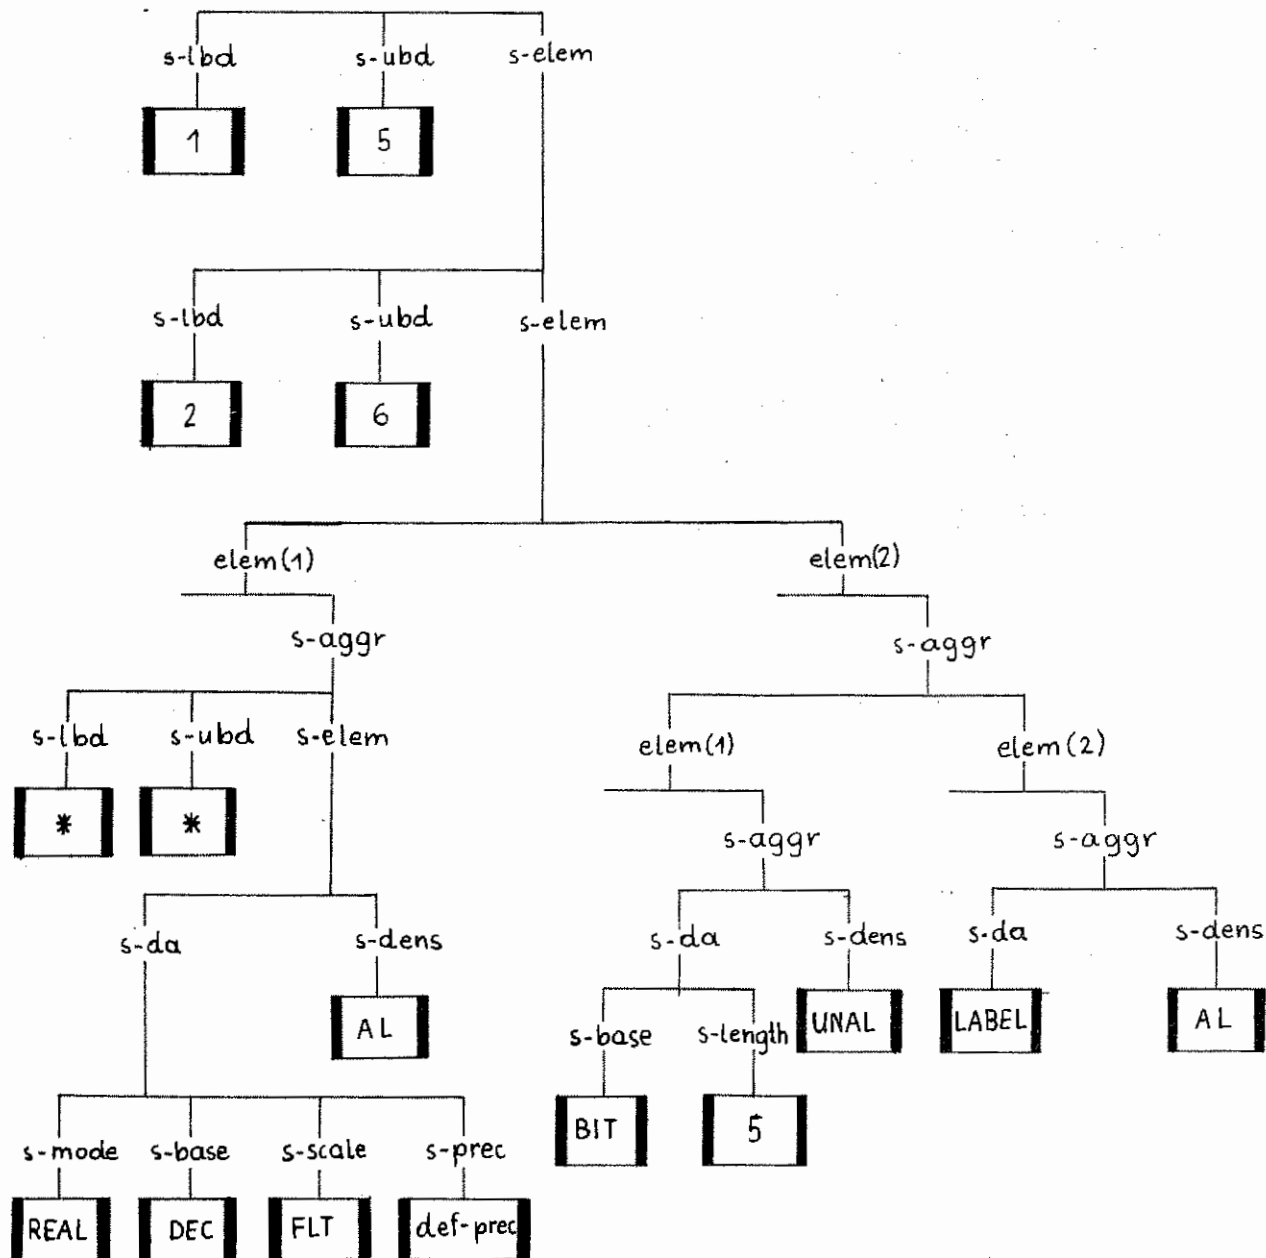 s-lbd s-ubd s-elem
1 5
s-lbd s-ubd s-elem
2 6
elem(1) elem(2)
s-aggr s-aggr
s-lbd s-ubd s-elem elem(1) elem(2)
* * s-aggr s-aggr
s-da s-dens s-da s-dens s-da s-dens
AL s-base s-length UNAL LABEL AL
BIT 5
s-mode s-base s-scale s-prec
REAL DEC FLT def-prec